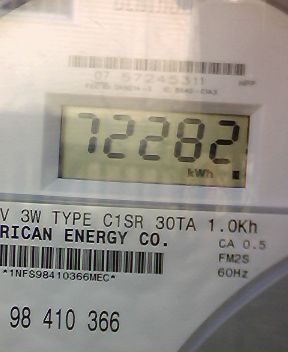 07 57245311
72282
kWh
V 3W TYPE C1SR 30TA 1.0Kh
RICAN ENERGY CO.
CA 0.5
FM2S
60Hz
*1NFS98410366MEC*
98 410 366